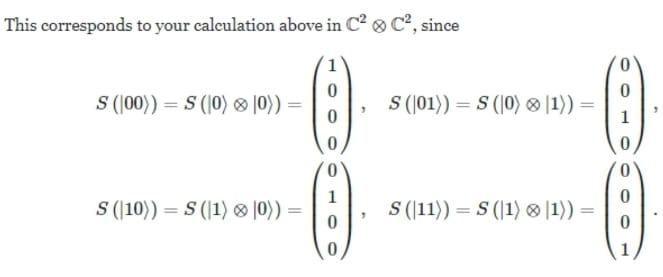 This corresponds to your calculation above in ℂ² ⊗ ℂ², since
S (|00⟩) = S (|0⟩ ⊗ |0⟩) = (1 0 0 0), S (|01⟩) = S (|0⟩ ⊗ |1⟩) = (0 0 1 0),
S (|10⟩) = S (|1⟩ ⊗ |0⟩) = (0 1 0 0), S (|11⟩) = S (|1⟩ ⊗ |1⟩) = (0 0 0 1).